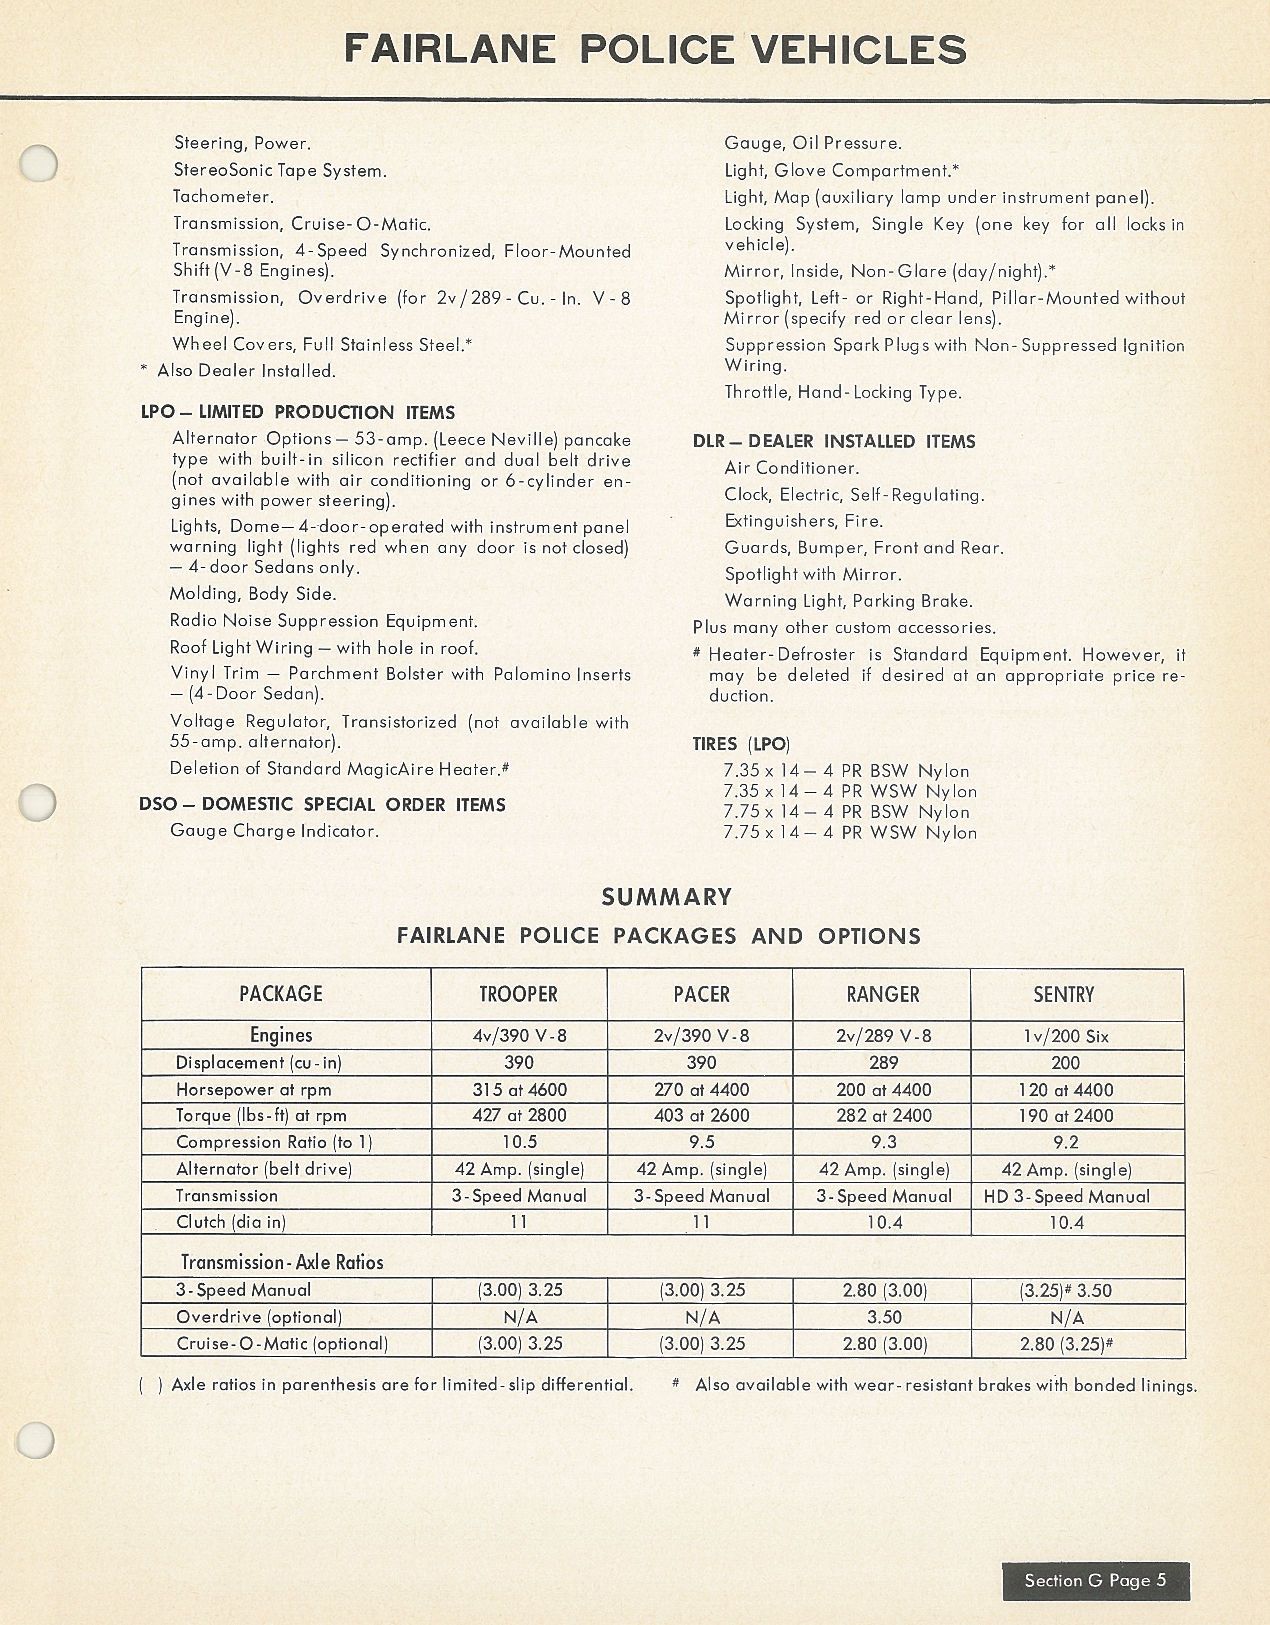 FAIRLANE POLICE VEHICLES
Steering, Power.
StereoSonic Tape System.
Tachometer.
Transmission, Cruise-O-Matic.
Transmission, 4-Speed Synchronized, Floor-Mounted
Shift (V-8 Engines).
Transmission, Overdrive (for 2v/289-Cu.-In. V-8
Engine).
Wheel Covers, Full Stainless Steel.*
* Also Dealer Installed.
LPO – LIMITED PRODUCTION ITEMS
Alternator Options – 53-amp. (Leece Neville) pancake
type with built-in silicon rectifier and dual belt drive
(not available with air conditioning or 6-cylinder en-
gines with power steering).
Lights, Dome – 4-door-operated with instrument panel
warning light (lights red when any door is not closed)
– 4-door Sedans only.
Molding, Body Side.
Radio Noise Suppression Equipment.
Roof Light Wiring – with hole in roof.
Vinyl Trim – Parchment Bolster with Palomino Inserts
– (4-Door Sedan).
Voltage Regulator, Transistorized (not available with
55-amp. alternator).
Deletion of Standard MagicAire Heater.#
DSO – DOMESTIC SPECIAL ORDER ITEMS
Gauge Charge Indicator.
Gauge, Oil Pressure.
Light, Glove Compartment.*
Light, Map (auxiliary lamp under instrument panel).
Locking System, Single Key (one key for all locks in
vehicle).
Mirror, Inside, Non-Glare (day/night).*
Spotlight, Left- or Right-Hand, Pillar-Mounted without
Mirror (specify red or clear lens).
Suppression Spark Plugs with Non-Suppressed Ignition
Wiring.
Throttle, Hand-Locking Type.
DLR – DEALER INSTALLED ITEMS
Air Conditioner.
Clock, Electric, Self-Regulating.
Extinguishers, Fire.
Guards, Bumper, Front and Rear.
Spotlight with Mirror.
Warning Light, Parking Brake.
Plus many other custom accessories.
# Heater-Defroster is Standard Equipment. However, it
may be deleted if desired at an appropriate price re-
duction.
TIRES (LPO)
7.35 x 14 – 4 PR BSW Nylon
7.35 x 14 – 4 PR WSW Nylon
7.75 x 14 – 4 PR BSW Nylon
7.75 x 14 – 4 PR WSW Nylon
SUMMARY
FAIRLANE POLICE PACKAGES AND OPTIONS
PACKAGE TROOPER PACER RANGER SENTRY
Engines 4v/390 V-8 2v/390 V-8 2v/289 V-8 1v/200 Six
Displacement (cu-in) 390 390 289 200
Horsepower at rpm 315 at 4600 270 at 4400 200 at 4400 120 at 4400
Torque (lbs-ft) at rpm 427 at 2800 403 at 2600 282 at 2400 190 at 2400
Compression Ratio (to 1) 10.5 9.5 9.3 9.2
Alternator (belt drive) 42 Amp. (single) 42 Amp. (single) 42 Amp. (single) 42 Amp. (single)
Transmission 3-Speed Manual 3-Speed Manual 3-Speed Manual HD 3-Speed Manual
Clutch (dia in) 11 11 10.4 10.4
Transmission-Axle Ratios
3-Speed Manual (3.00) 3.25 (3.00) 3.25 2.80 (3.00) (3.25)# 3.50
Overdrive (optional) N/A N/A 3.50 N/A
Cruise-O-Matic (optional) (3.00) 3.25 (3.00) 3.25 2.80 (3.00) 2.80 (3.25)#
( ) Axle ratios in parenthesis are for limited-slip differential. # Also available with wear-resistant brakes with bonded linings.
Section G Page 5